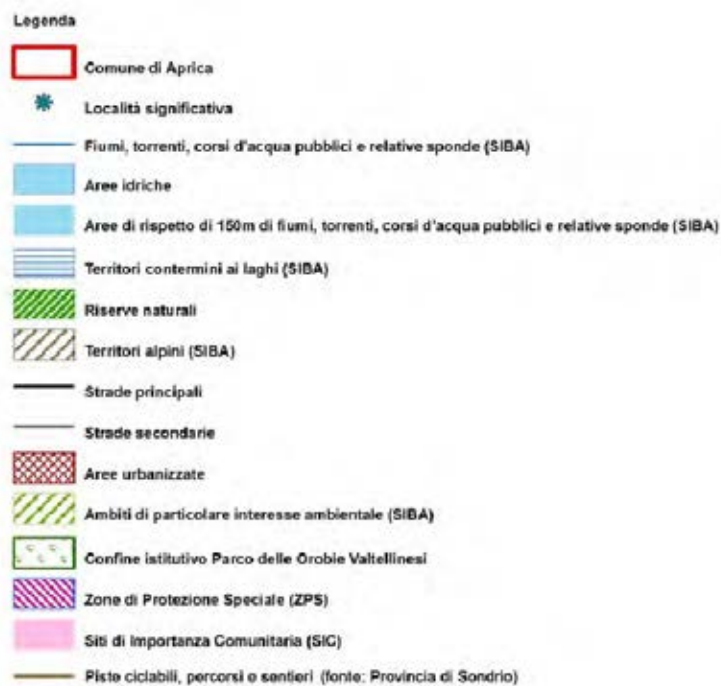 Legenda
Comune di Aprica
Località significativa
Fiumi, torrenti, corsi d'acqua pubblici e relative sponde (SIBA)
Aree idriche
Aree di rispetto di 150m di fiumi, torrenti, corsi d'acqua pubblici e relative sponde (SIBA)
Territori contermini ai laghi (SIBA)
Riserve naturali
Territori alpini (SIBA)
Strade principali
Strade secondarie
Aree urbanizzate
Ambiti di particolare interesse ambientale (SIBA)
Confine istitutivo Parco delle Orobie Valtellinesi
Zone di Protezione Speciale (ZPS)
Siti di Importanza Comunitaria (SIC)
Piste ciclabili, percorsi e sentieri (fonte: Provincia di Sondrio)